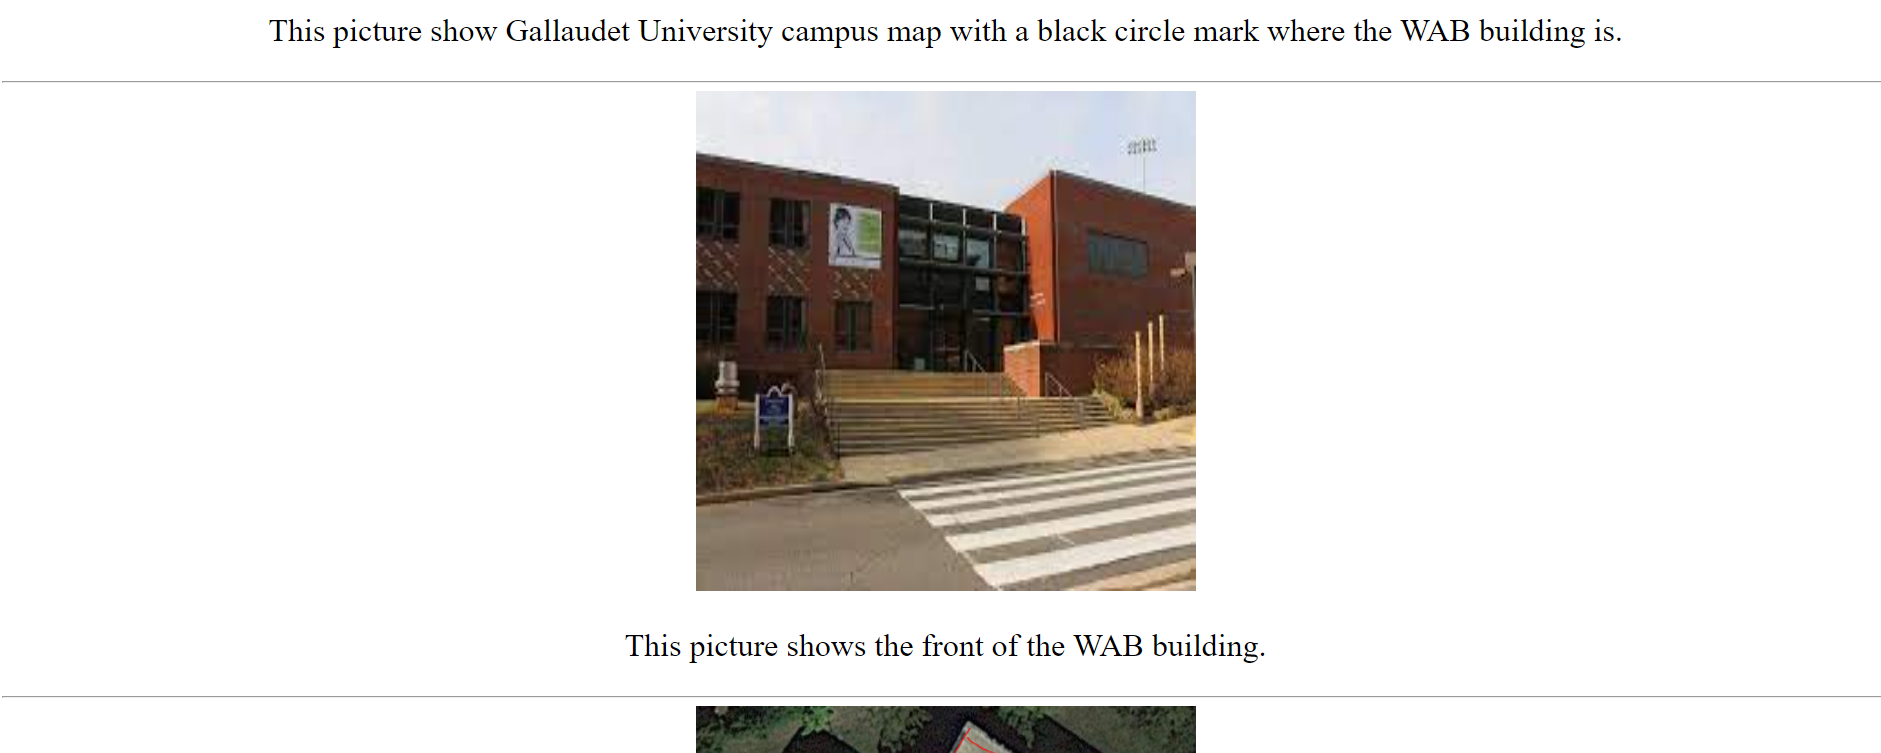 This picture show Gallaudet University campus map with a black circle mark where the WAB building is.
This picture shows the front of the WAB building.